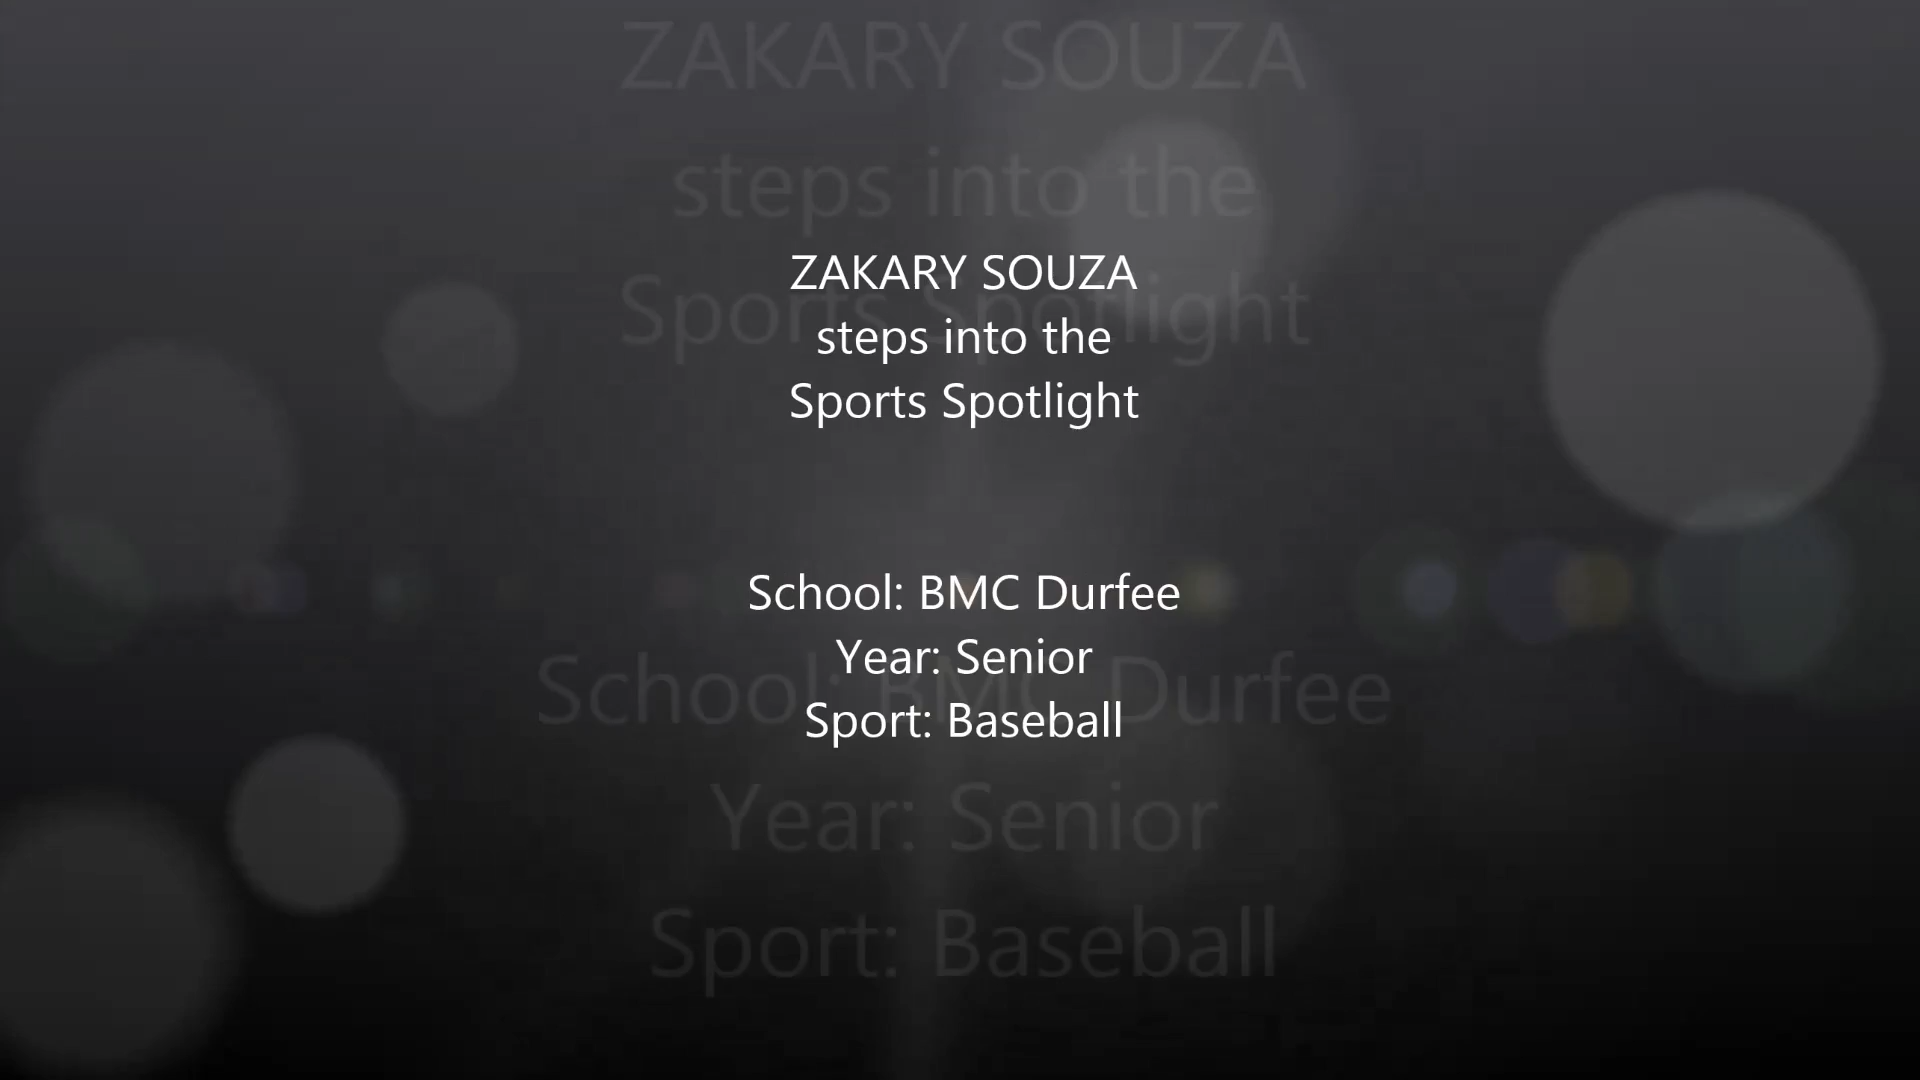 ZAKARY SOUZA
steps into the
Sports Spotlight
School: BMC Durfee
Year: Senior
Sport: Baseball